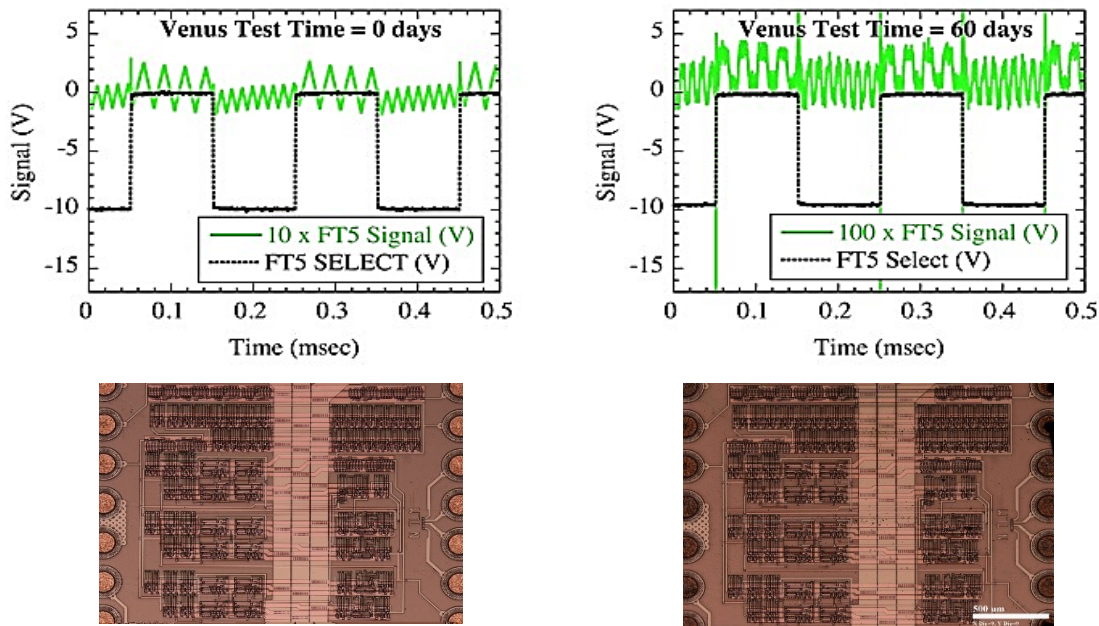 Venus Test Time = 0 days
5
0
-5
-10
-15
Signal (V)
10 x FT5 Signal (V)
FT5 SELECT (V)
0
0.1
0.2
0.3
0.4
0.5
Time (msec)
Venus Test Time = 60 days
5
0
-5
-10
-15
Signal (V)
100 x FT5 Signal (V)
FT5 Select (V)
0
0.1
0.2
0.3
0.4
0.5
Time (msec)
500 µm